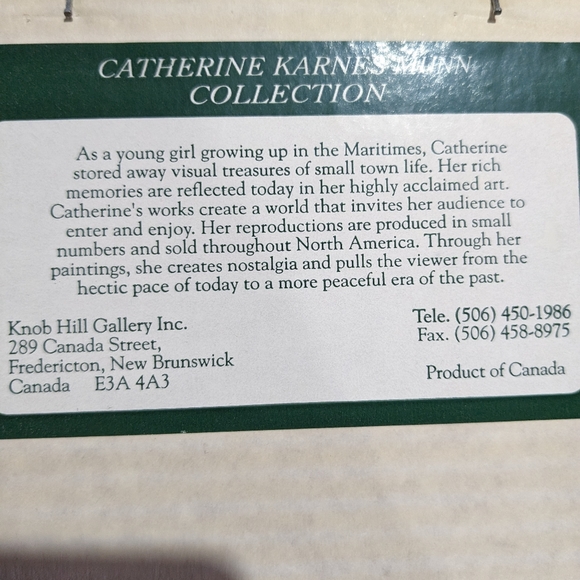 CATHERINE KARNES MUNN
COLLECTION
As a young girl growing up in the Maritimes, Catherine
stored away visual treasures of small town life. Her rich
memories are reflected today in her highly acclaimed art.
Catherine's works create a world that invites her audience to
enter and enjoy. Her reproductions are produced in small
numbers and sold throughout North America. Through her
paintings, she creates nostalgia and pulls the viewer from the
hectic pace of today to a more peaceful era of the past.
Knob Hill Gallery Inc.
289 Canada Street,
Fredericton, New Brunswick
Canada E3A 4A3
Tele. (506) 450-1986
Fax. (506) 458-8975
Product of Canada